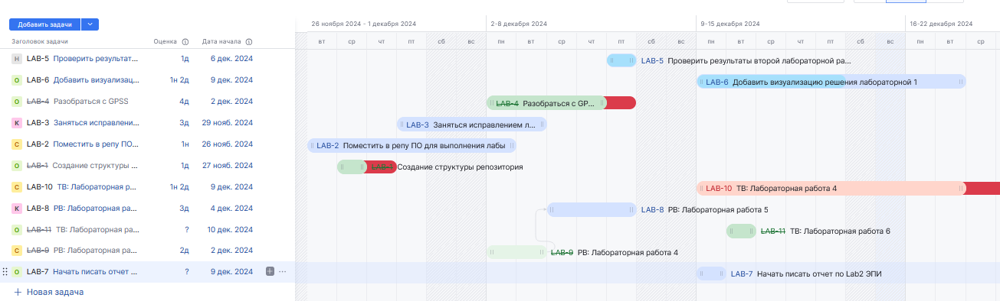 Добавить задачи
26 ноября 2024 - 1 декабря 2024 2-8 декабря 2024 9-15 декабря 2024 16-22 декабря 2024
Заголовок задачи Оценка Дата начала вт ср чт пт сб вс пн вт ср чт пт сб вс пн вт ср чт пт сб вс пн вт ср
Н LAB-5 Проверить результат... 1д 6 дек. 2024 LAB-5 Проверить результаты второй лабораторной ра...
О LAB-6 Добавить визуализац... 1н 2д 9 дек. 2024 LAB-6 Добавить визуализацию решения лабораторной 1
О LAB-4 Разобраться с GPSS 4д 2 дек. 2024 LAB-4 Разобраться с GP...
К LAB-3 Заняться исправлени... 3д 29 нояб. 2024 LAB-3 Заняться исправлением л...
С LAB-2 Поместить в репу ПО... 1н 26 нояб. 2024 LAB-2 Поместить в репу ПО для выполнения лабы
О LAB-1 Создание структуры ... 1д 27 нояб. 2024 LAB-1 Создание структуры репозитория
С LAB-10 ТВ: Лабораторная р... 1н 2д 9 дек. 2024 LAB-10 ТВ: Лабораторная работа 4
К LAB-8 РВ: Лабораторная ра... 3д 4 дек. 2024 LAB-8 РВ: Лабораторная работа 5
О LAB-11 ТВ: Лабораторная ра... ? 10 дек. 2024 LAB-11 ТВ: Лабораторная работа 6
С LAB-9 РВ: Лабораторная ра... 2д 2 дек. 2024 LAB-9 РВ: Лабораторная работа 4
О LAB-7 Начать писать отчет ... ? 9 дек. 2024 LAB-7 Начать писать отчет по Lab2 ЭПИ
Новая задача